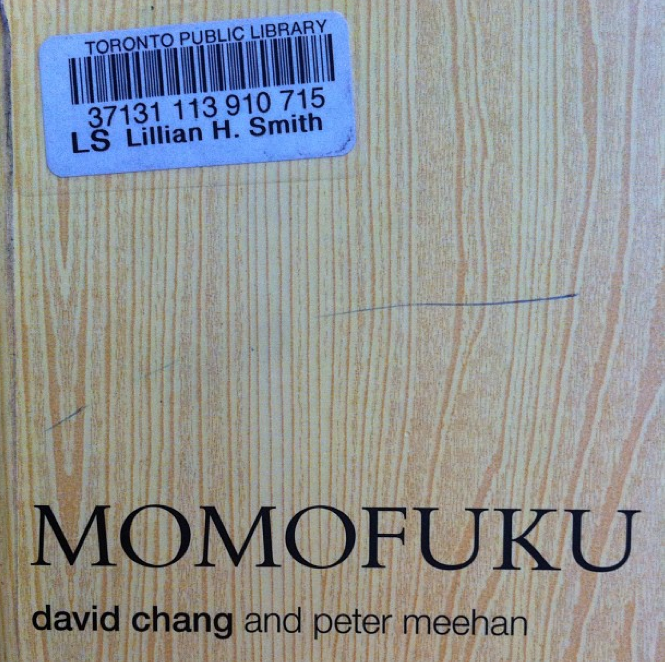 TORONTO PUBLIC LIBRARY
37131 113 910 715
LS Lillian H. Smith
MOMOFUKU
david chang and peter meehan